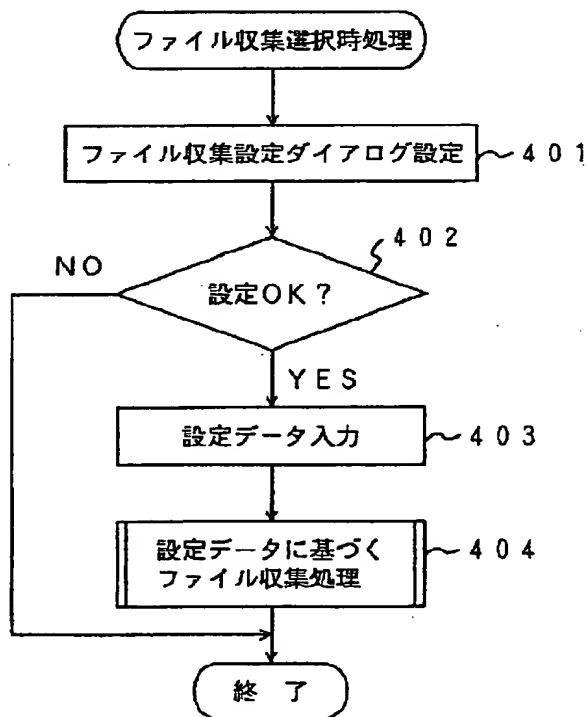 ファイル収集選択時処理
ファイル収集設定ダイアログ設定
401
402
NO
設定OK?
YES
設定データ入力
403
設定データに基づく
ファイル収集処理
404
終 了